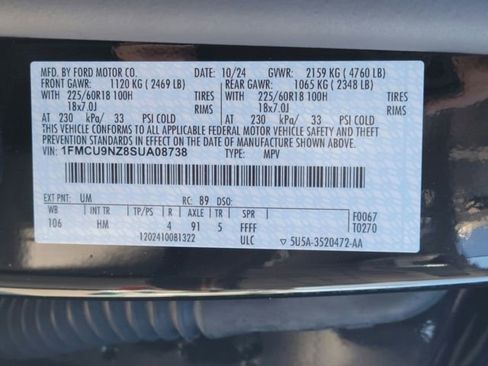 MFD. BY FORD MOTOR CO. DATE: 10/24 GVWR: 2159 KG ( 4760 LB)
FRONT GAWR: 1120 KG ( 2469 LB) REAR GAWR: 1065 KG ( 2348 LB)
225/60R18 100H TIRES 225/60R18 100H TIRES
18x7.0J RIMS 18x7.0J RIMS
AT 230 kPa/ 33 PSI COLD AT 230 kPa/ 33 PSI COLD
THIS VEHICLE CONFORMS TO ALL APPLICABLE FEDERAL MOTOR VEHICLE SAFETY AND THEFT
PREVENTION STANDARDS IN EFFECT ON THE DATE OF MANUFACTURE SHOWN ABOVE.
VIN: 1FMCU9NZ8SUA08738 TYPE: MPV
EXT PNT: UM RC: 89 DSO: F0067
WB INT TR TP/PS R AXLE TR SPR T0270
106 HM 4 91 5 FFFF
1202410081322 ULC ▽ 5U5A-3520472-AA